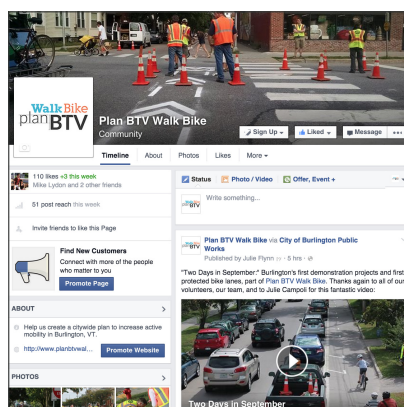 WalkBike
planBTV
Plan BTV Walk Bike
Community
Sign Up
Liked
Message
Timeline
About
Photos
Likes
More
110 likes +3 this week
Mike Lydon and 2 other friends
51 post reach this week
Invite friends to like this Page
Find New Customers
Connect with more of the people
who matter to you
Promote Page
ABOUT
Help us create a citywide plan to increase active
mobility in Burlington, VT.
http://www.planbtvwal...
Promote Website
PHOTOS
Status
Photo / Video
Offer, Event +
Write something...
Plan BTV Walk Bike via City of Burlington Public
Works
Published by Julie Flynn · 5 hrs ·
"Two Days in September:" Burlington's first demonstration projects and first
protected bike lanes, part of Plan BTV Walk Bike. Thanks again to all of our
volunteers, our team, and to Julie Campoli for this fantastic video:
Two Days in September